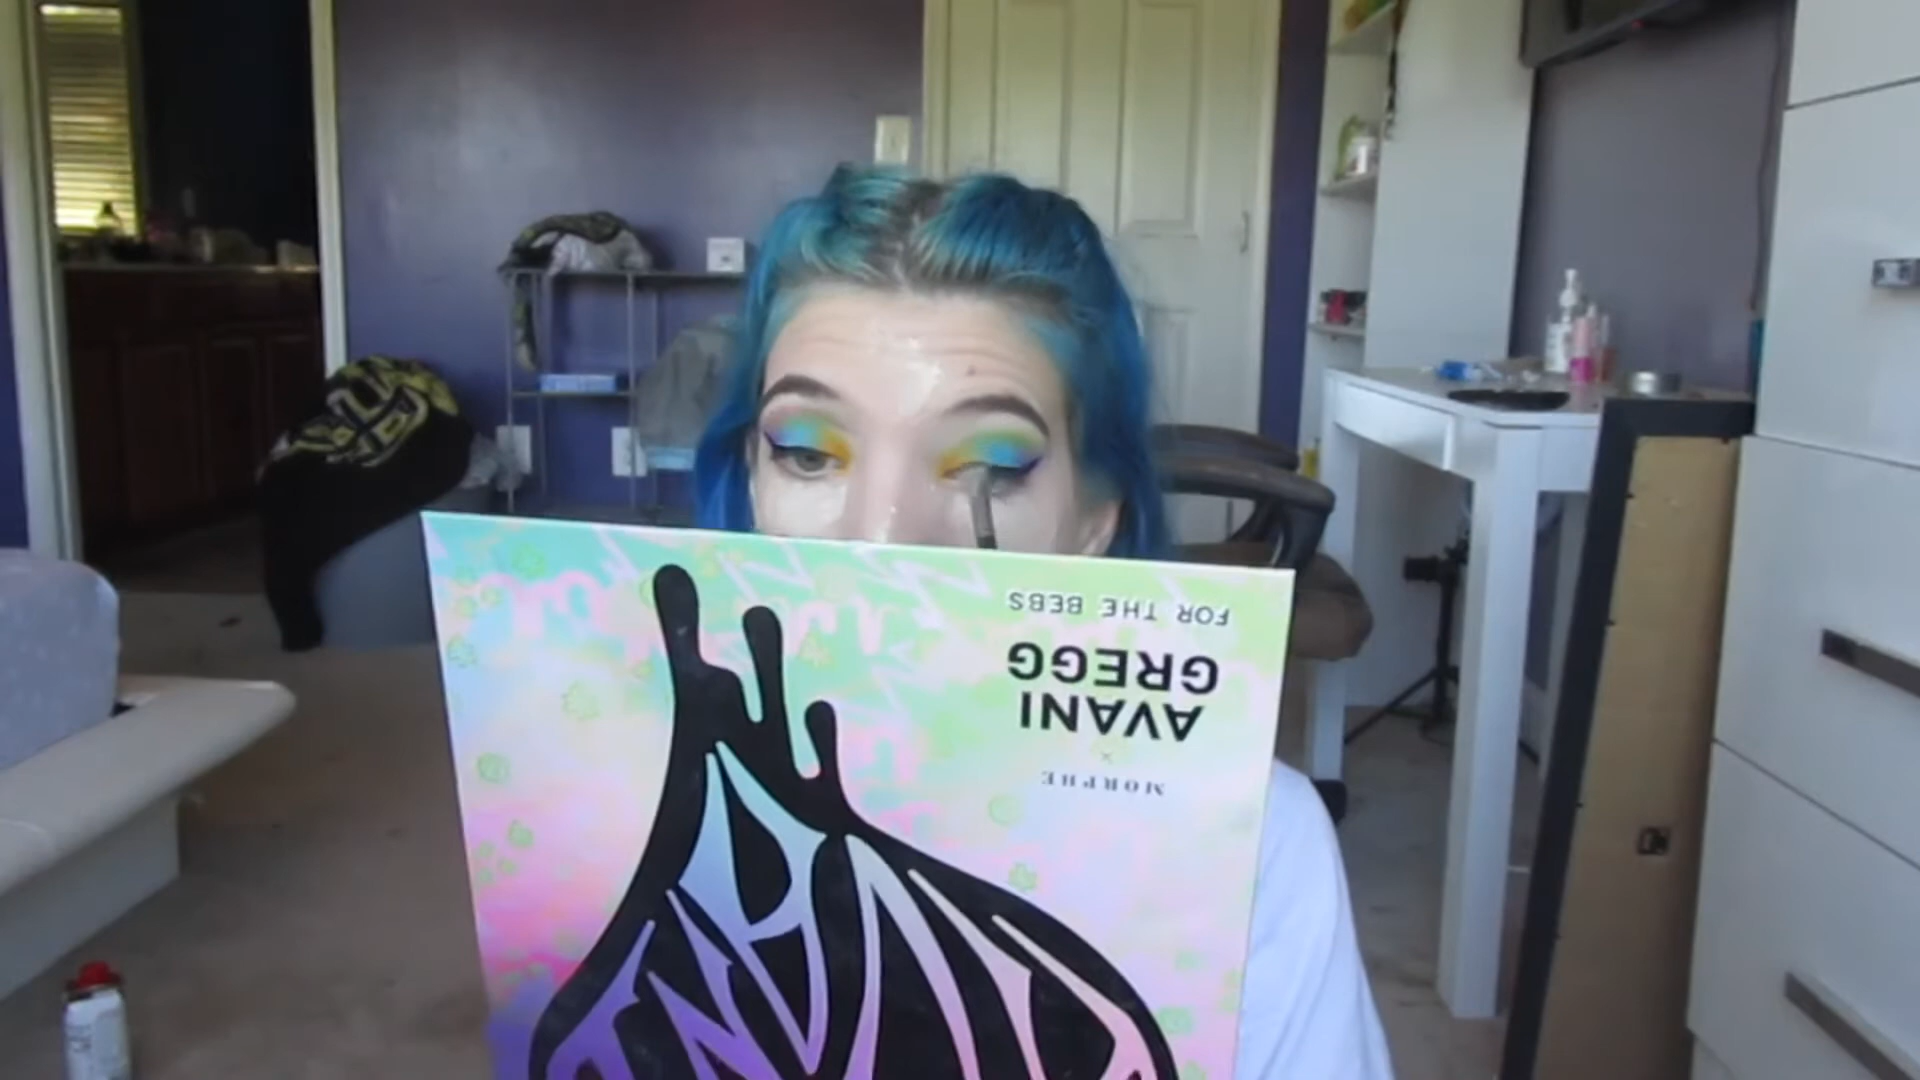 MORPHE
×
AVANI
GREGG
FOR THE BEBS